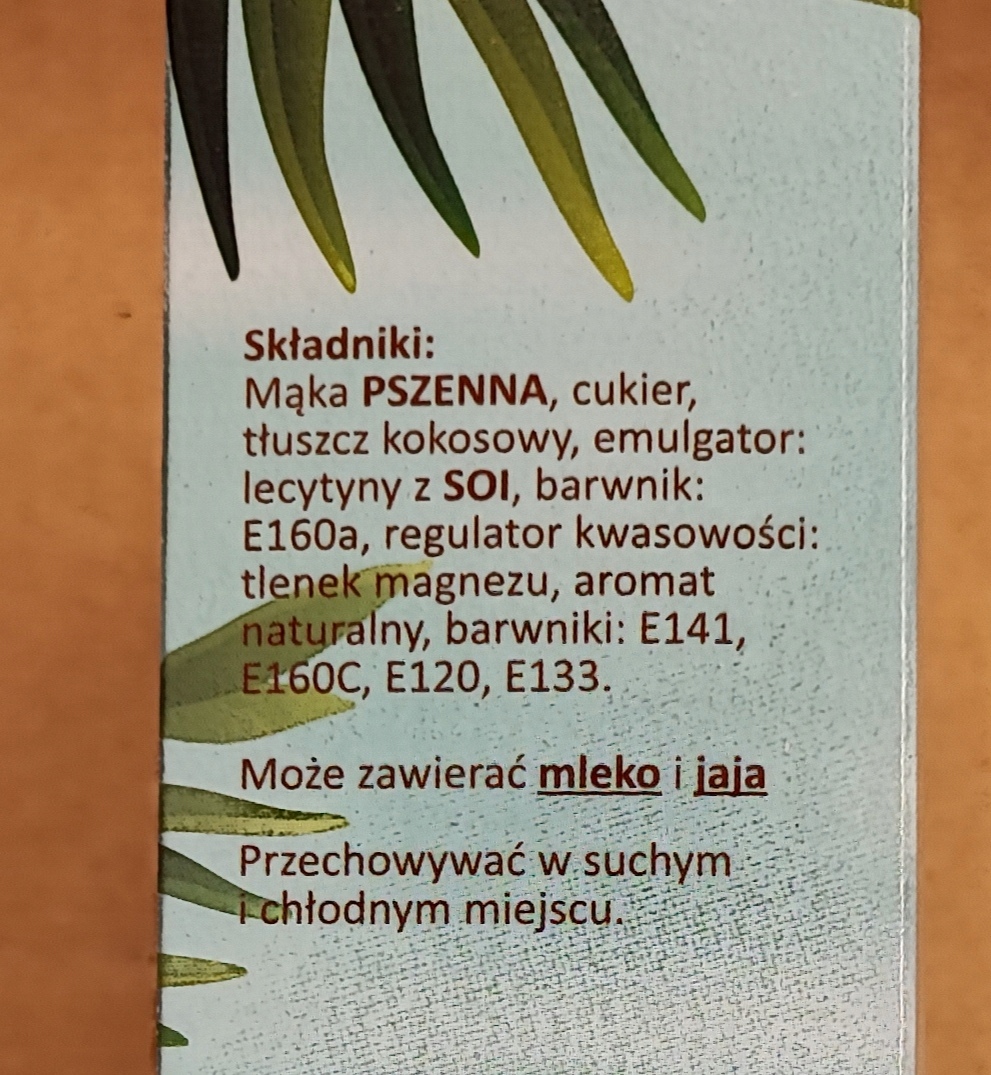 Składniki:
Mąka PSZENNA, cukier,
tłuszcz kokosowy, emulgator:
lecytyny z SOI, barwnik:
E160a, regulator kwasowości:
tlenek magnezu, aromat
naturalny, barwniki: E141,
E160C, E120, E133.
Może zawierać mleko i jaja
Przechowywać w suchym
i chłodnym miejscu.